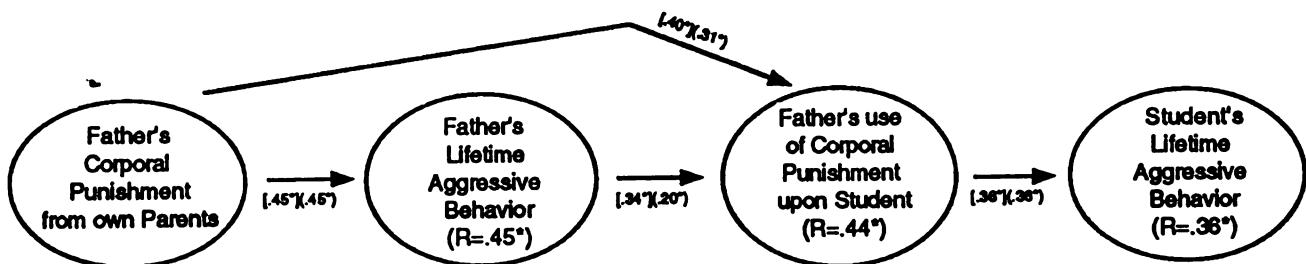 [.40*](.31*)
Father's
Corporal
Punishment
from own Parents
[.45*](.45*)
Father's
Lifetime
Aggressive
Behavior
(R=.45*)
[.34*](.20*)
Father's use
of Corporal
Punishment
upon Student
(R=.44*)
[.36*](.36*)
Student's
Lifetime
Aggressive
Behavior
(R=.36*)